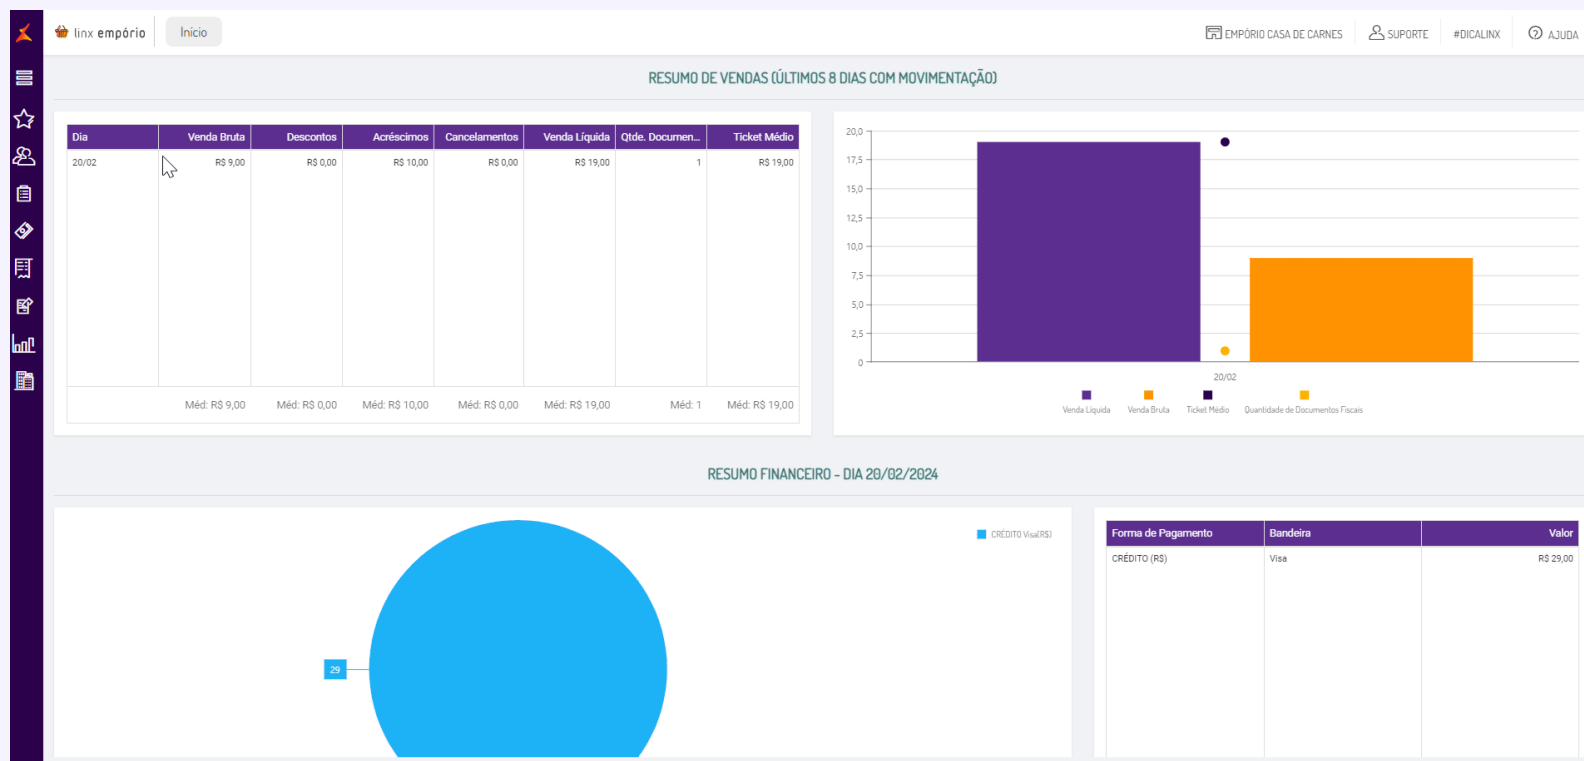 linx empório
Início
EMPÓRIO CASA DE CARNES
SUPORTE
#DICALINX
AJUDA
RESUMO DE VENDAS (ÚLTIMOS 8 DIAS COM MOVIMENTAÇÃO)
Dia Venda Bruta Descontos Acréscimos Cancelamentos Venda Líquida Qtde. Documen... Ticket Médio
20/02 R$ 9,00 R$ 0,00 R$ 10,00 R$ 0,00 R$ 19,00 1 R$ 19,00
Méd: R$ 9,00 Méd: R$ 0,00 Méd: R$ 10,00 Méd: R$ 0,00 Méd: R$ 19,00 Méd: 1 Méd: R$ 19,00
20,0
17,5
15,0
12,5
10,0
7,5
5,0
2,5
0
20/02
Venda Líquida Venda Bruta Ticket Médio Quantidade de Documentos Fiscais
RESUMO FINANCEIRO - DIA 20/02/2024
CRÉDITO Visa(R$)
29
Forma de Pagamento Bandeira Valor
CRÉDITO (R$) Visa R$ 29,00